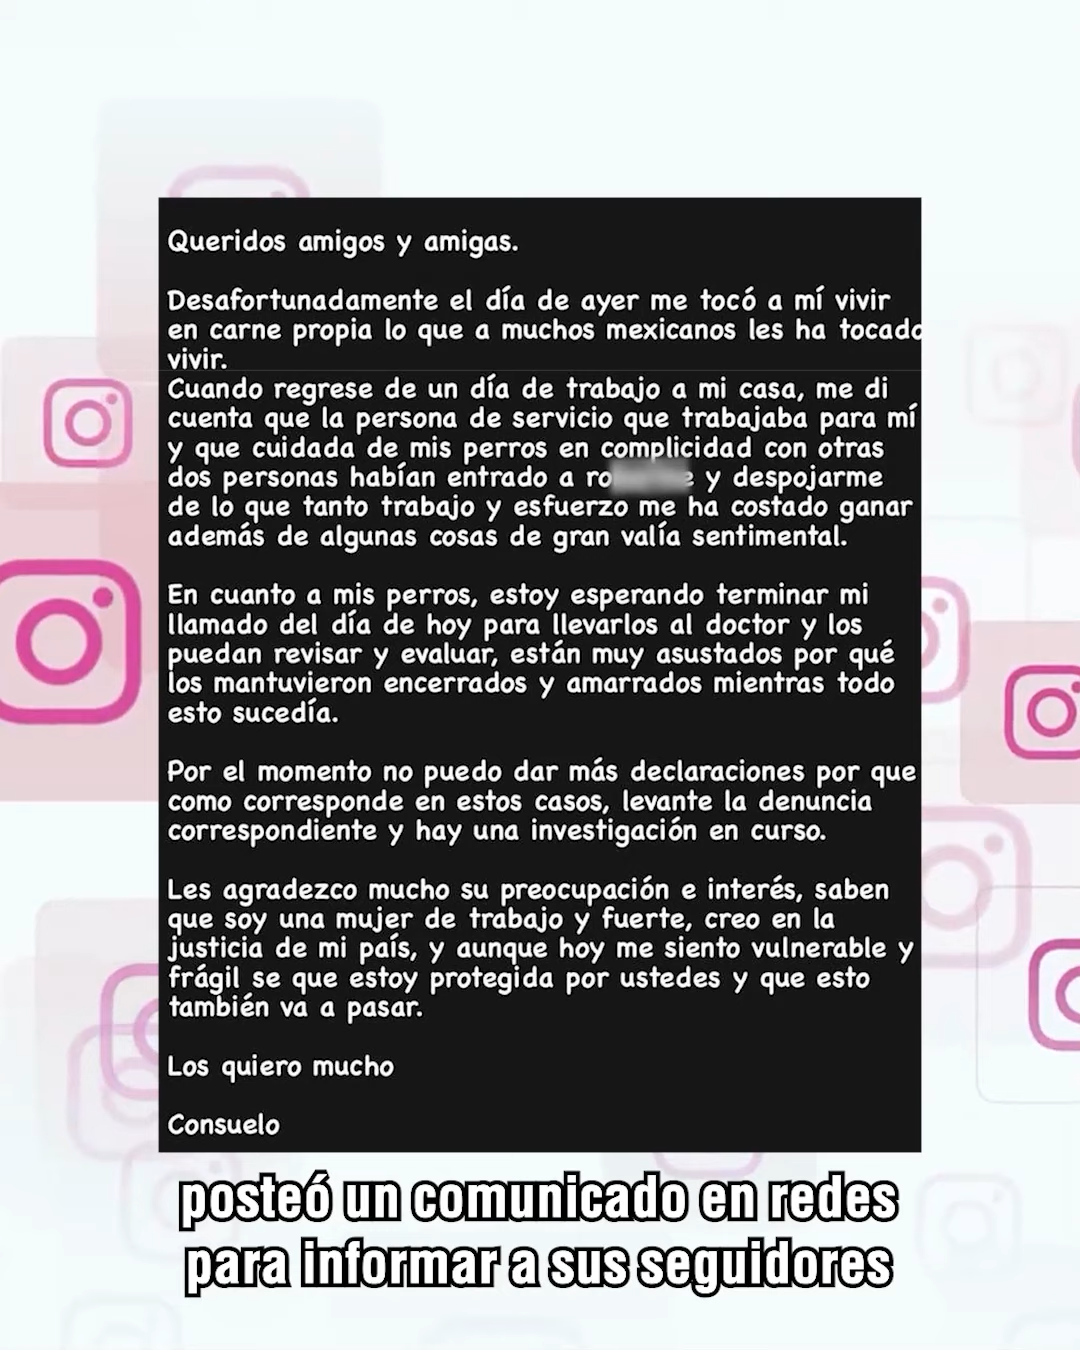 Queridos amigos y amigas.
Desafortunadamente el día de ayer me tocó a mí vivir
en carne propia lo que a muchos mexicanos les ha tocado
vivir.
Cuando regrese de un día de trabajo a mi casa, me di
cuenta que la persona de servicio que trabajaba para mí
y que cuidada de mis perros en complicidad con otras
dos personas habían entrado a y despojarme
de lo que tanto trabajo y esfuerzo me ha costado ganar
además de algunas cosas de gran valía sentimental.
En cuanto a mis perros, estoy esperando terminar mi
llamado del día de hoy para llevarlos al doctor y los
puedan revisar y evaluar, están muy asustados por qué
los mantuvieron encerrados y amarrados mientras todo
esto sucedía.
Por el momento no puedo dar más declaraciones por que
como corresponde en estos casos, levante la denuncia
correspondiente y hay una investigación en curso.
Les agradezco mucho su preocupación e interés, saben
que soy una mujer de trabajo y fuerte, creo en la
justicia de mi país, y aunque hoy me siento vulnerable y
frágil se que estoy protegida por ustedes y que esto
también va a pasar.
Los quiero mucho
Consuelo
posteó un comunicado en redes
para informar a sus seguidores